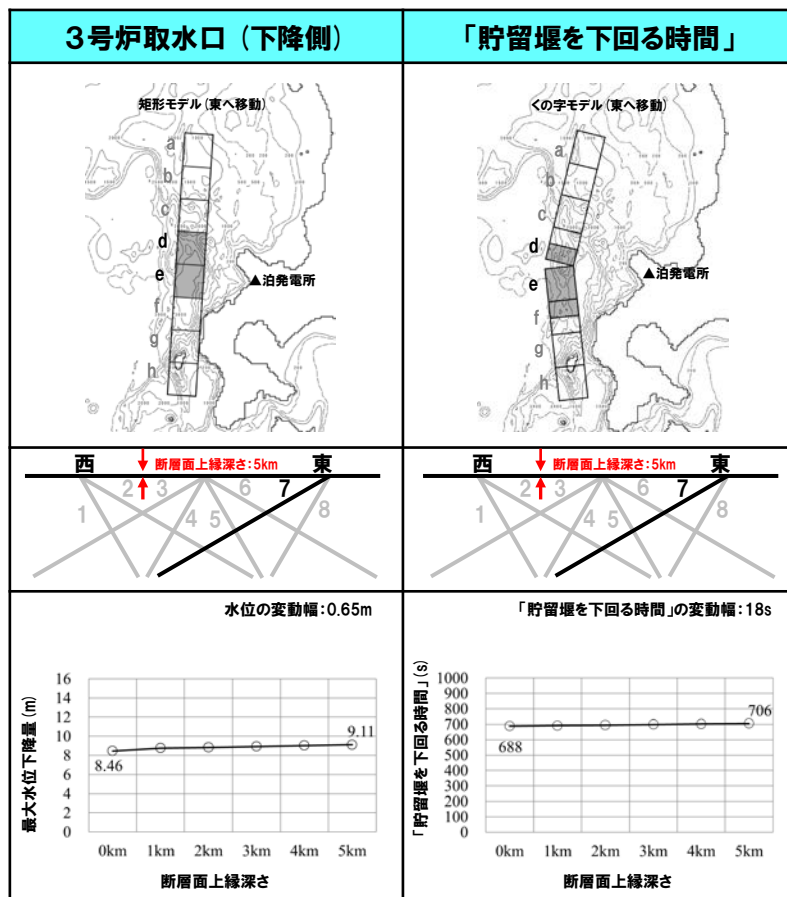 3号炉取水口（下降側）
矩形モデル(東へ移動)
a
b
c
d
e
f
g
h
▲泊発電所
西
断層面上縁深さ:5km
東
1
2
3
4
5
6
7
8
水位の変動幅:0.65m
最大水位下降量(m)
16
14
12
10
8
6
4
2
0
8.46
9.11
0km 1km 2km 3km 4km 5km
断層面上縁深さ
「貯留堰を下回る時間」
くの字モデル(東へ移動)
a
b
c
d
e
f
g
h
▲泊発電所
西
断層面上縁深さ:5km
東
1
2
3
4
5
6
7
8
「貯留堰を下回る時間」の変動幅:18s
「貯留堰を下回る時間」(s)
1000
900
800
700
600
500
400
300
200
100
0
688
706
0km 1km 2km 3km 4km 5km
断層面上縁深さ